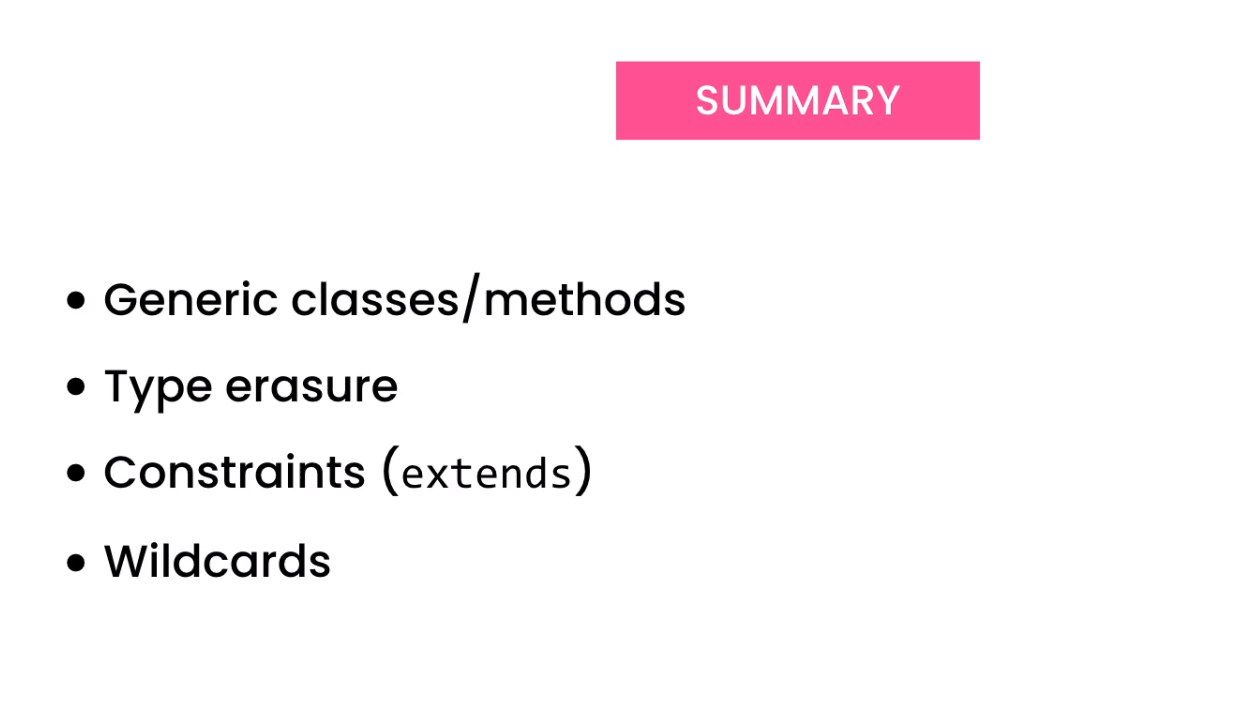 SUMMARY
• Generic classes/methods
• Type erasure
• Constraints (extends)
• Wildcards